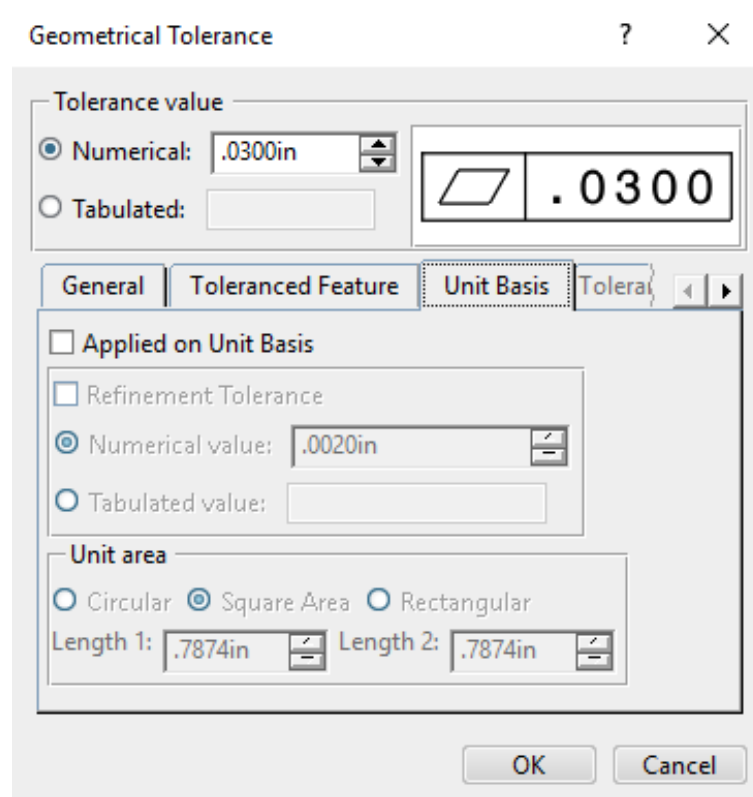 Geometrical Tolerance ?
Tolerance value
Numerical: .0300in
.0300
Tabulated:
General Toleranced Feature Unit Basis
Applied on Unit Basis
Refinement Tolerance
Numerical value: .0020in
Tabulated value:
Unit area
Circular Square Area Rectangular
Length 1: .7874in Length 2: .7874in
OK Cancel